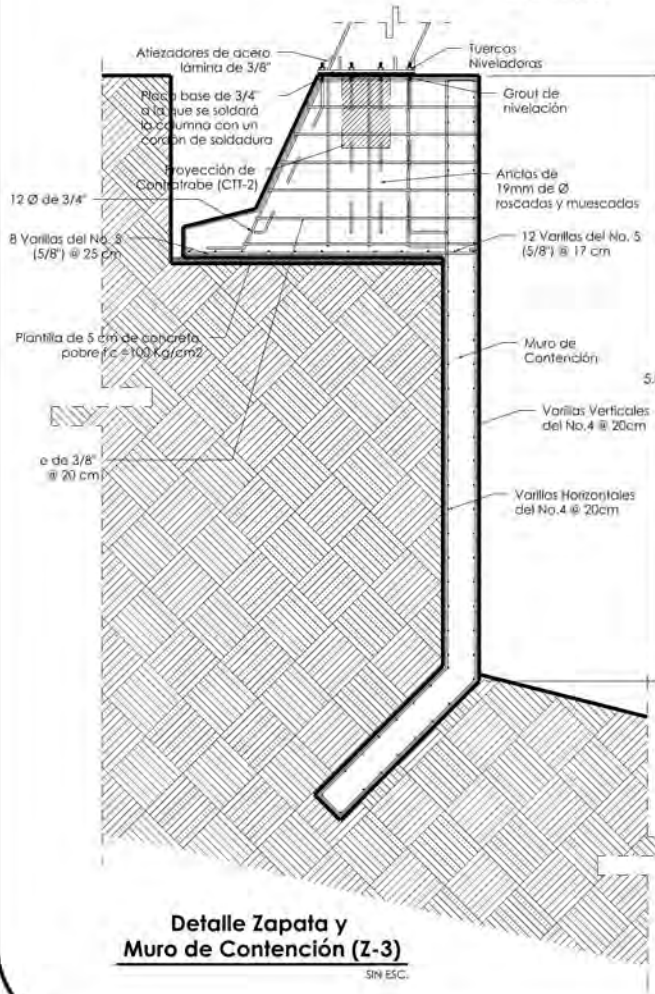 Atiezadores de acero
lámina de 3/8"
Placa base de 3/4"
a la que se soldará
la columna con un
cordón de soldadura
Proyección de
Contratrabe (CTT-2)
12 Ø de 3/4"
8 Varillas del No. 5
(5/8") @ 25 cm
Plantilla de 5 cm de concreto
pobre f'c =100 Kg/cm2
e de 3/8"
@ 20 cm
Tuercas
Niveladoras
Grout de
nivelación
Anclas de
19mm de Ø
roscadas y muescadas
12 Varillas del No. 5
(5/8") @ 17 cm
Muro de
Contención
5.
Varillas Verticales
del No.4 @ 20cm
Varillas Horizontales
del No.4 @ 20cm
Detalle Zapata y
Muro de Contención (Z-3)
SIN ESC.